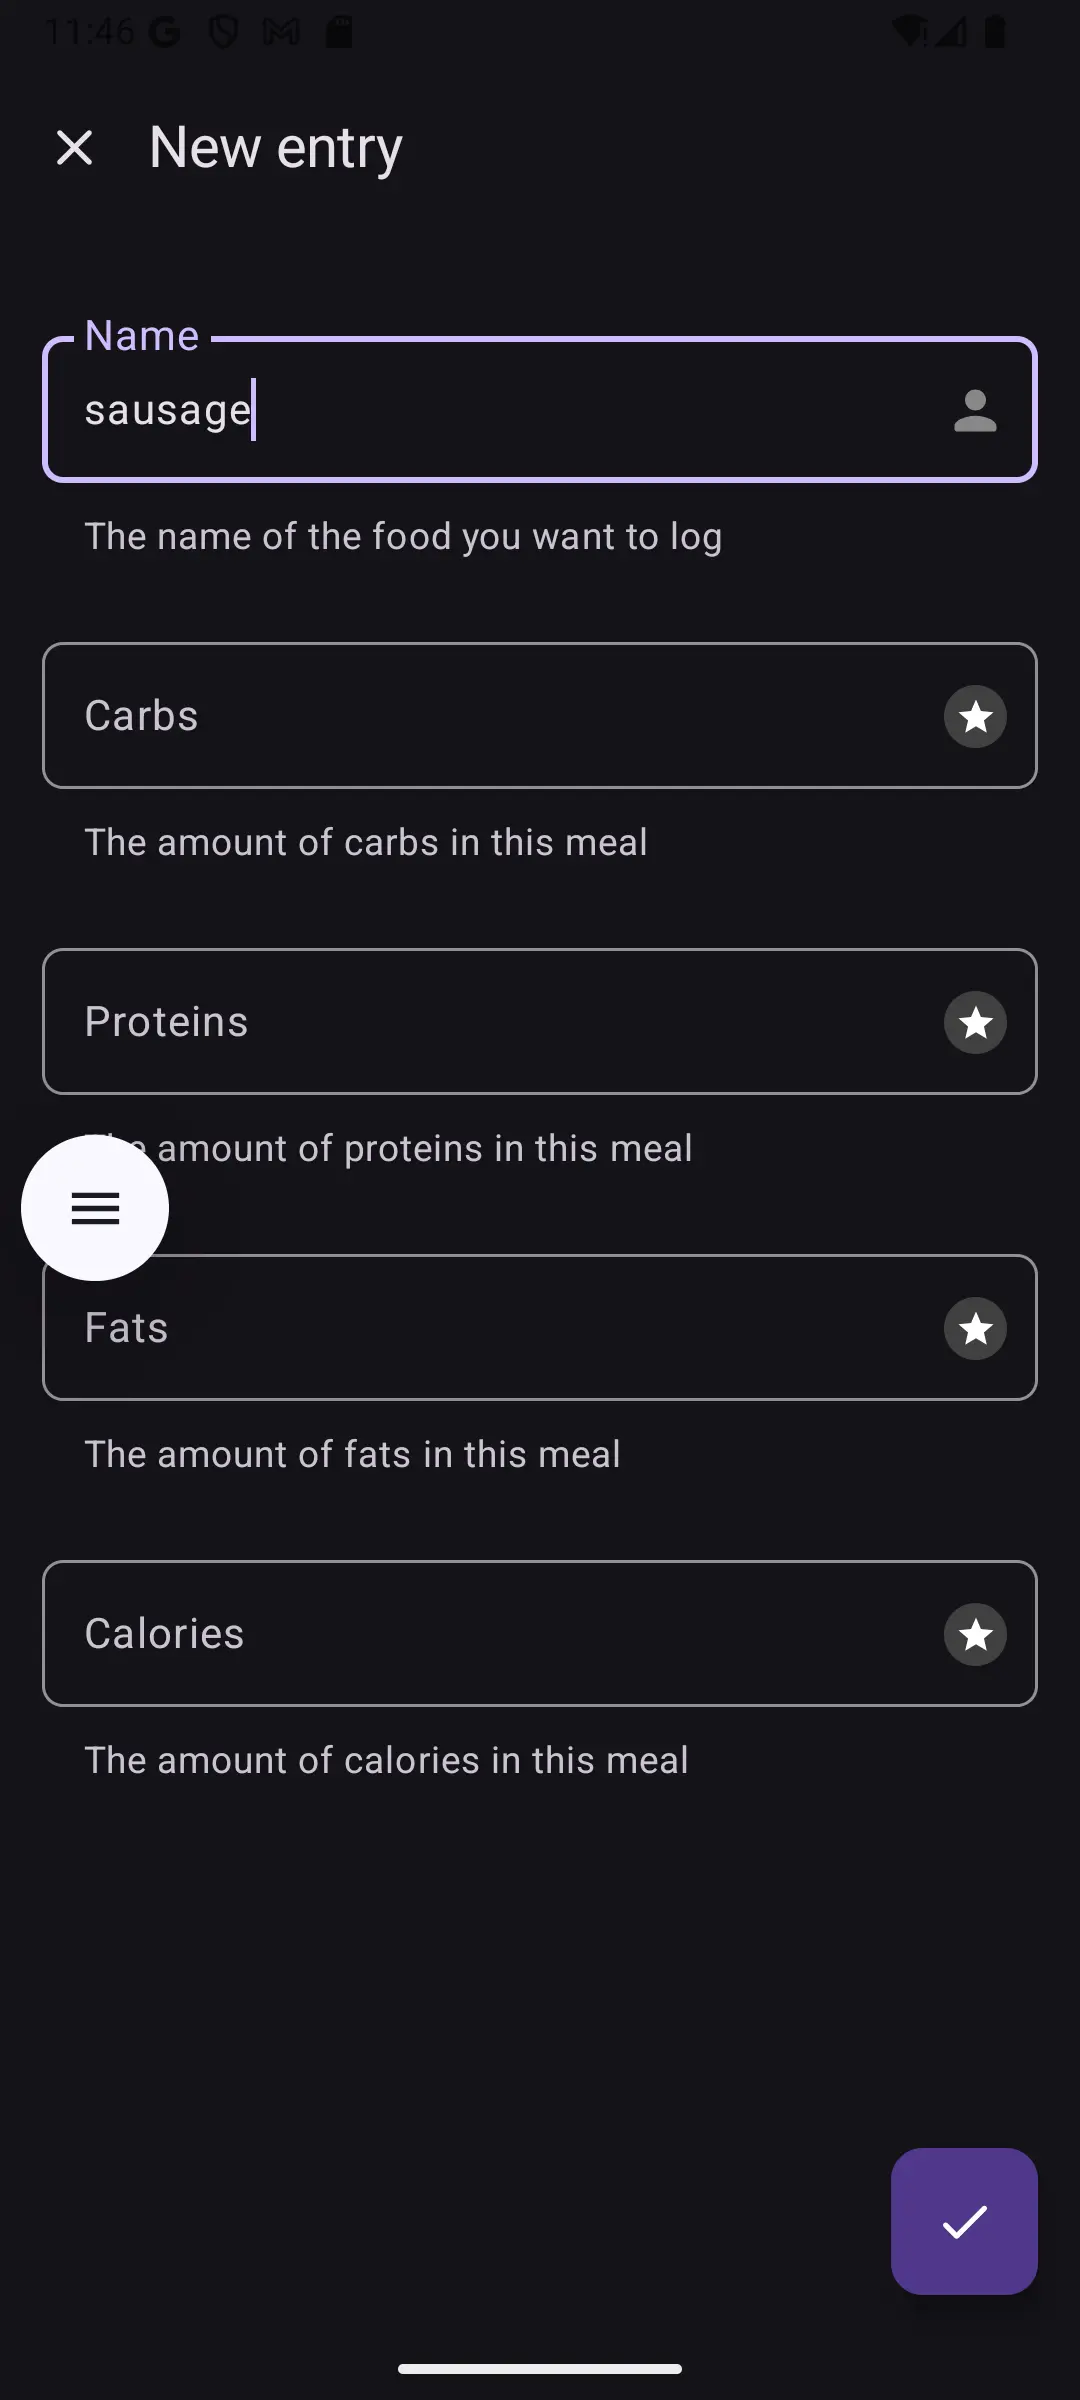 11:46
New entry
Name
sausage
The name of the food you want to log
Carbs
The amount of carbs in this meal
Proteins
amount of proteins in this meal
Fats
The amount of fats in this meal
Calories
The amount of calories in this meal